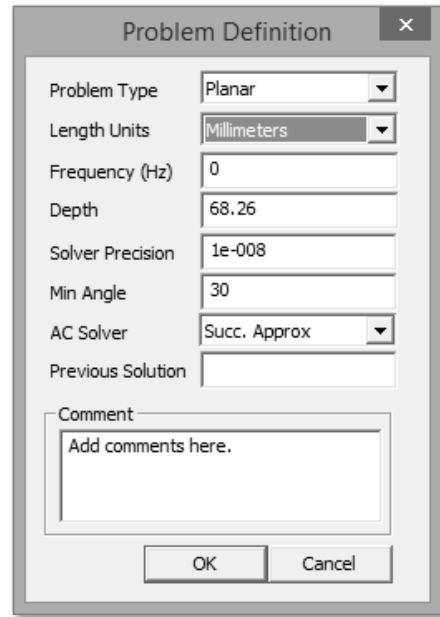 Problem Definition ×
Problem Type Planar
Length Units Millimeters
Frequency (Hz) 0
Depth 68.26
Solver Precision 1e-008
Min Angle 30
AC Solver Succ. Approx
Previous Solution
Comment
Add comments here.
OK Cancel